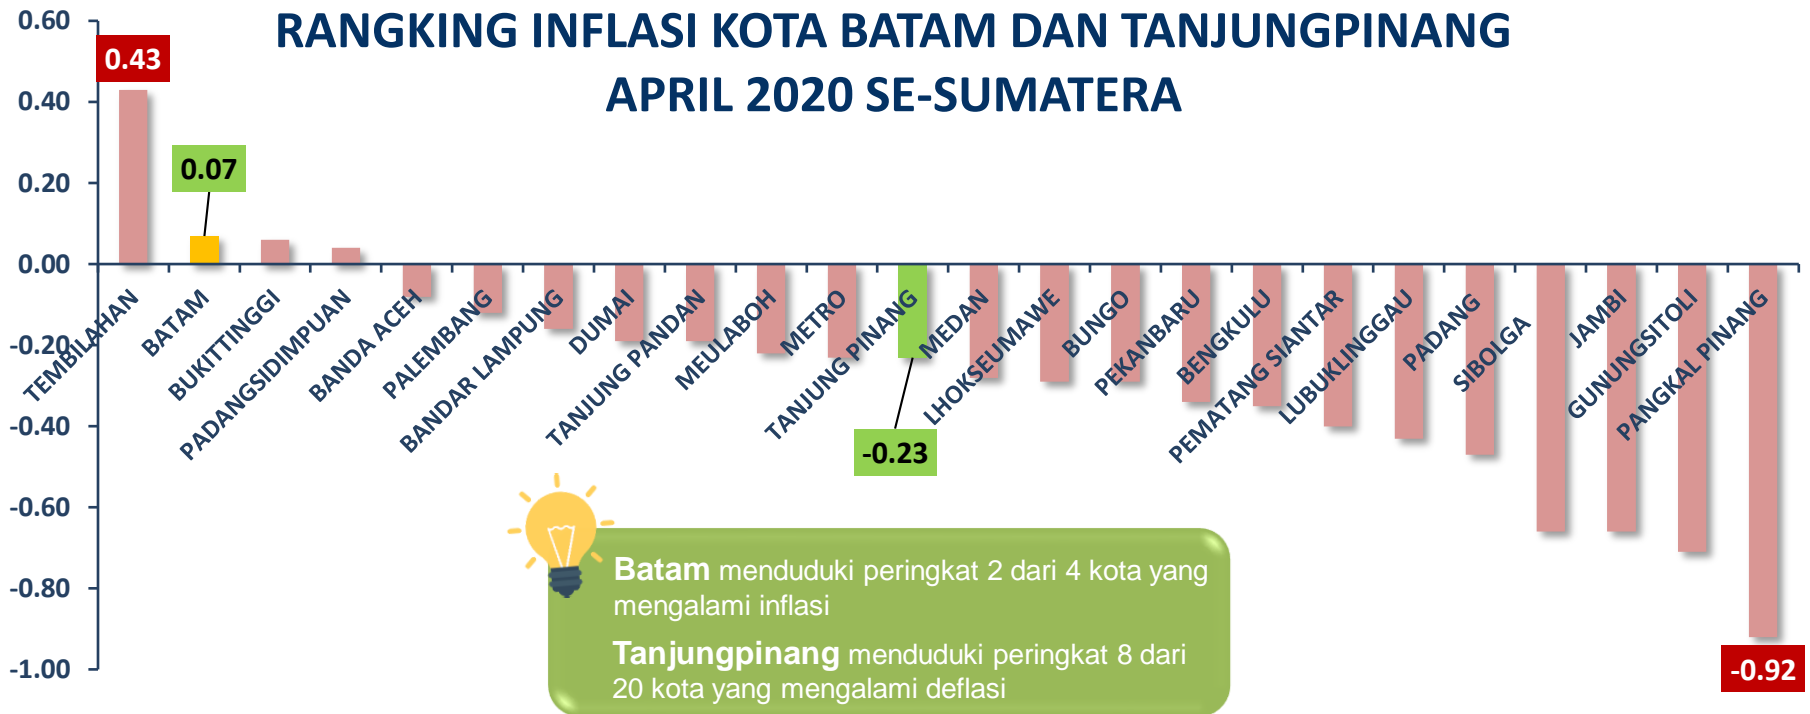 RANGKING INFLASI KOTA BATAM DAN TANJUNGPINANG
APRIL 2020 SE-SUMATERA
0.60
0.40
0.20
0.00
-0.20
-0.40
-0.60
-0.80
-1.00
0.43
0.07
-0.23
-0.92
TEMBILAHAN
BATAM
BUKITTINGGI
PADANGSIDIMPUAN
BANDA ACEH
PALEMBANG
BANDAR LAMPUNG
DUMAI
TANJUNG PANDAN
MEULABOH
METRO
TANJUNG PINANG
MEDAN
LHOKSEUMAWE
BUNGO
PEKANBARU
BENGKULU
PEMATANG SIANTAR
LUBUKLINGGAU
PADANG
SIBOLGA
JAMBI
GUNUNGSITOLI
PANGKAL PINANG
Batam menduduki peringkat 2 dari 4 kota yang
mengalami inflasi
Tanjungpinang menduduki peringkat 8 dari
20 kota yang mengalami deflasi